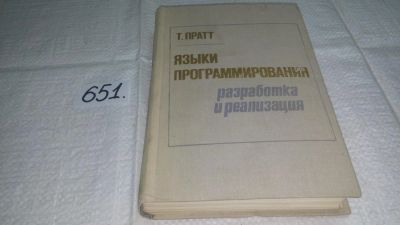 651.
Т. ПРАТТ
ЯЗЫКИ
ПРОГРАММИРОВАНИЯ
разработка
и реализация